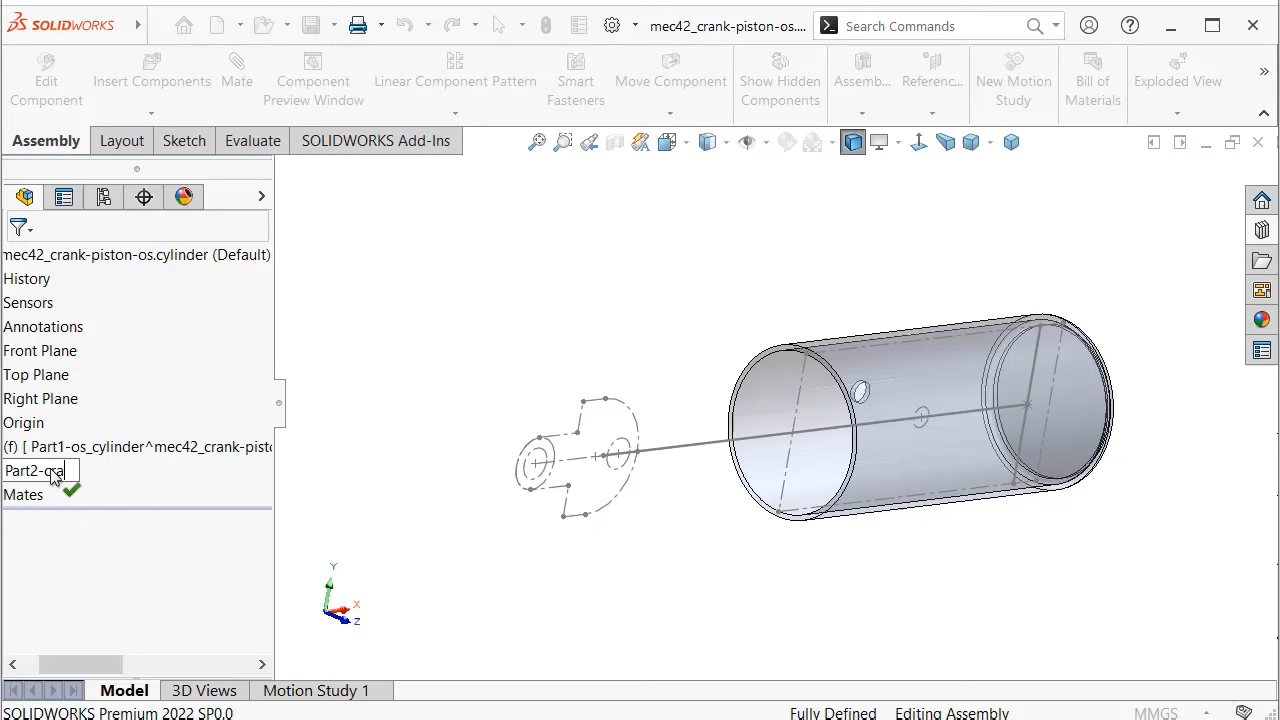 SOLIDWORKS
mec42_crank-piston-os....
Search Commands
Edit Component
Insert Components
Mate
Component Preview Window
Linear Component Pattern
Smart Fasteners
Move Component
Show Hidden Components
Assemb...
Referenc...
New Motion Study
Bill of Materials
Exploded View
Assembly
Layout
Sketch
Evaluate
SOLIDWORKS Add-Ins
mec42_crank-piston-os.cylinder (Default)
History
Sensors
Annotations
Front Plane
Top Plane
Right Plane
Origin
(f) [ Part1-os_cylinder^mec42_crank-pisto
Part2-cra
Mates
Y
X
Z
Model
3D Views
Motion Study 1
SOLIDWORKS Premium 2022 SP0.0
Fully Defined
Editing Assembly
MMGS